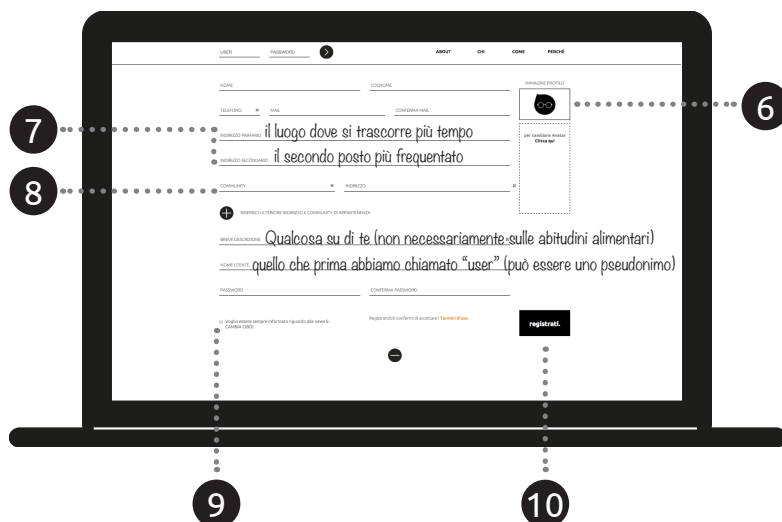 USER PASSWORD ABOUT CHI COME PERCHÉ
NOME COGNOME IMMAGINE PROFILO
TELEFONO * MAIL CONFERMA MAIL
6
7
INDIRIZZO PRIMARIO il luogo dove si trascorre più tempo
per cambiare Avatar
Clicca qui
INDIRIZZO SECONDARIO il secondo posto più frequentato
8
COMMUNITY * INDIRIZZO ×
INSERISCI ULTERIORE INDIRIZZO E COMMUNITY DI APPARTENENZA
BREVE DESCRIZIONE Qualcosa su di te (non necessariamente sulle abitudini alimentari)
NOME UTENTE quello che prima abbiamo chiamato “user” (può essere uno pseudonimo)
PASSWORD CONFERMA PASSWORD
Voglio essere sempre informato riguardo alle news S-
CAMBIA CIBO!
Registrandoti confermi di accettare i Termini d'uso.
registrati.
9
10